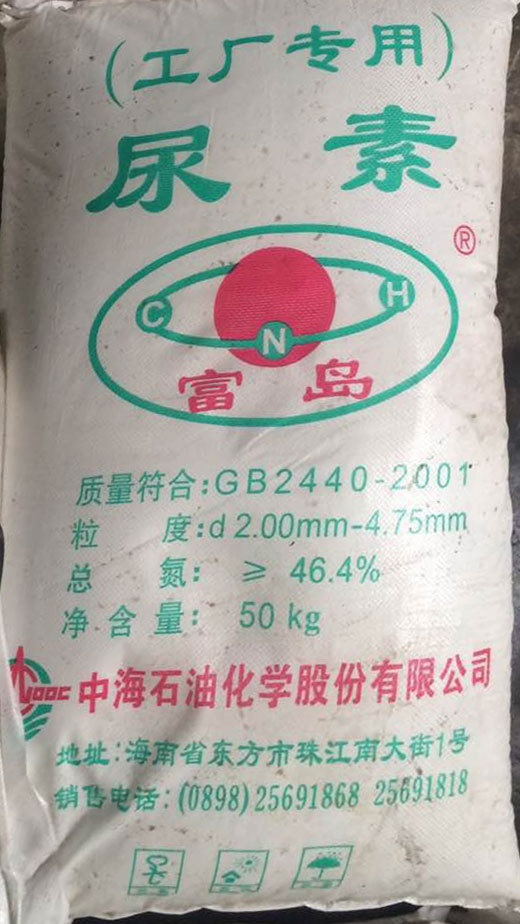 （工厂专用）
尿素
®
C N H
富岛
质量符合:GB2440-2001
粒度:d 2.00mm-4.75mm
总氮: ≥ 46.4%
净含量: 50 kg
中海石油化学股份有限公司
地址:海南省东方市珠江南大街1号
销售电话:(0898)25691868 25691818